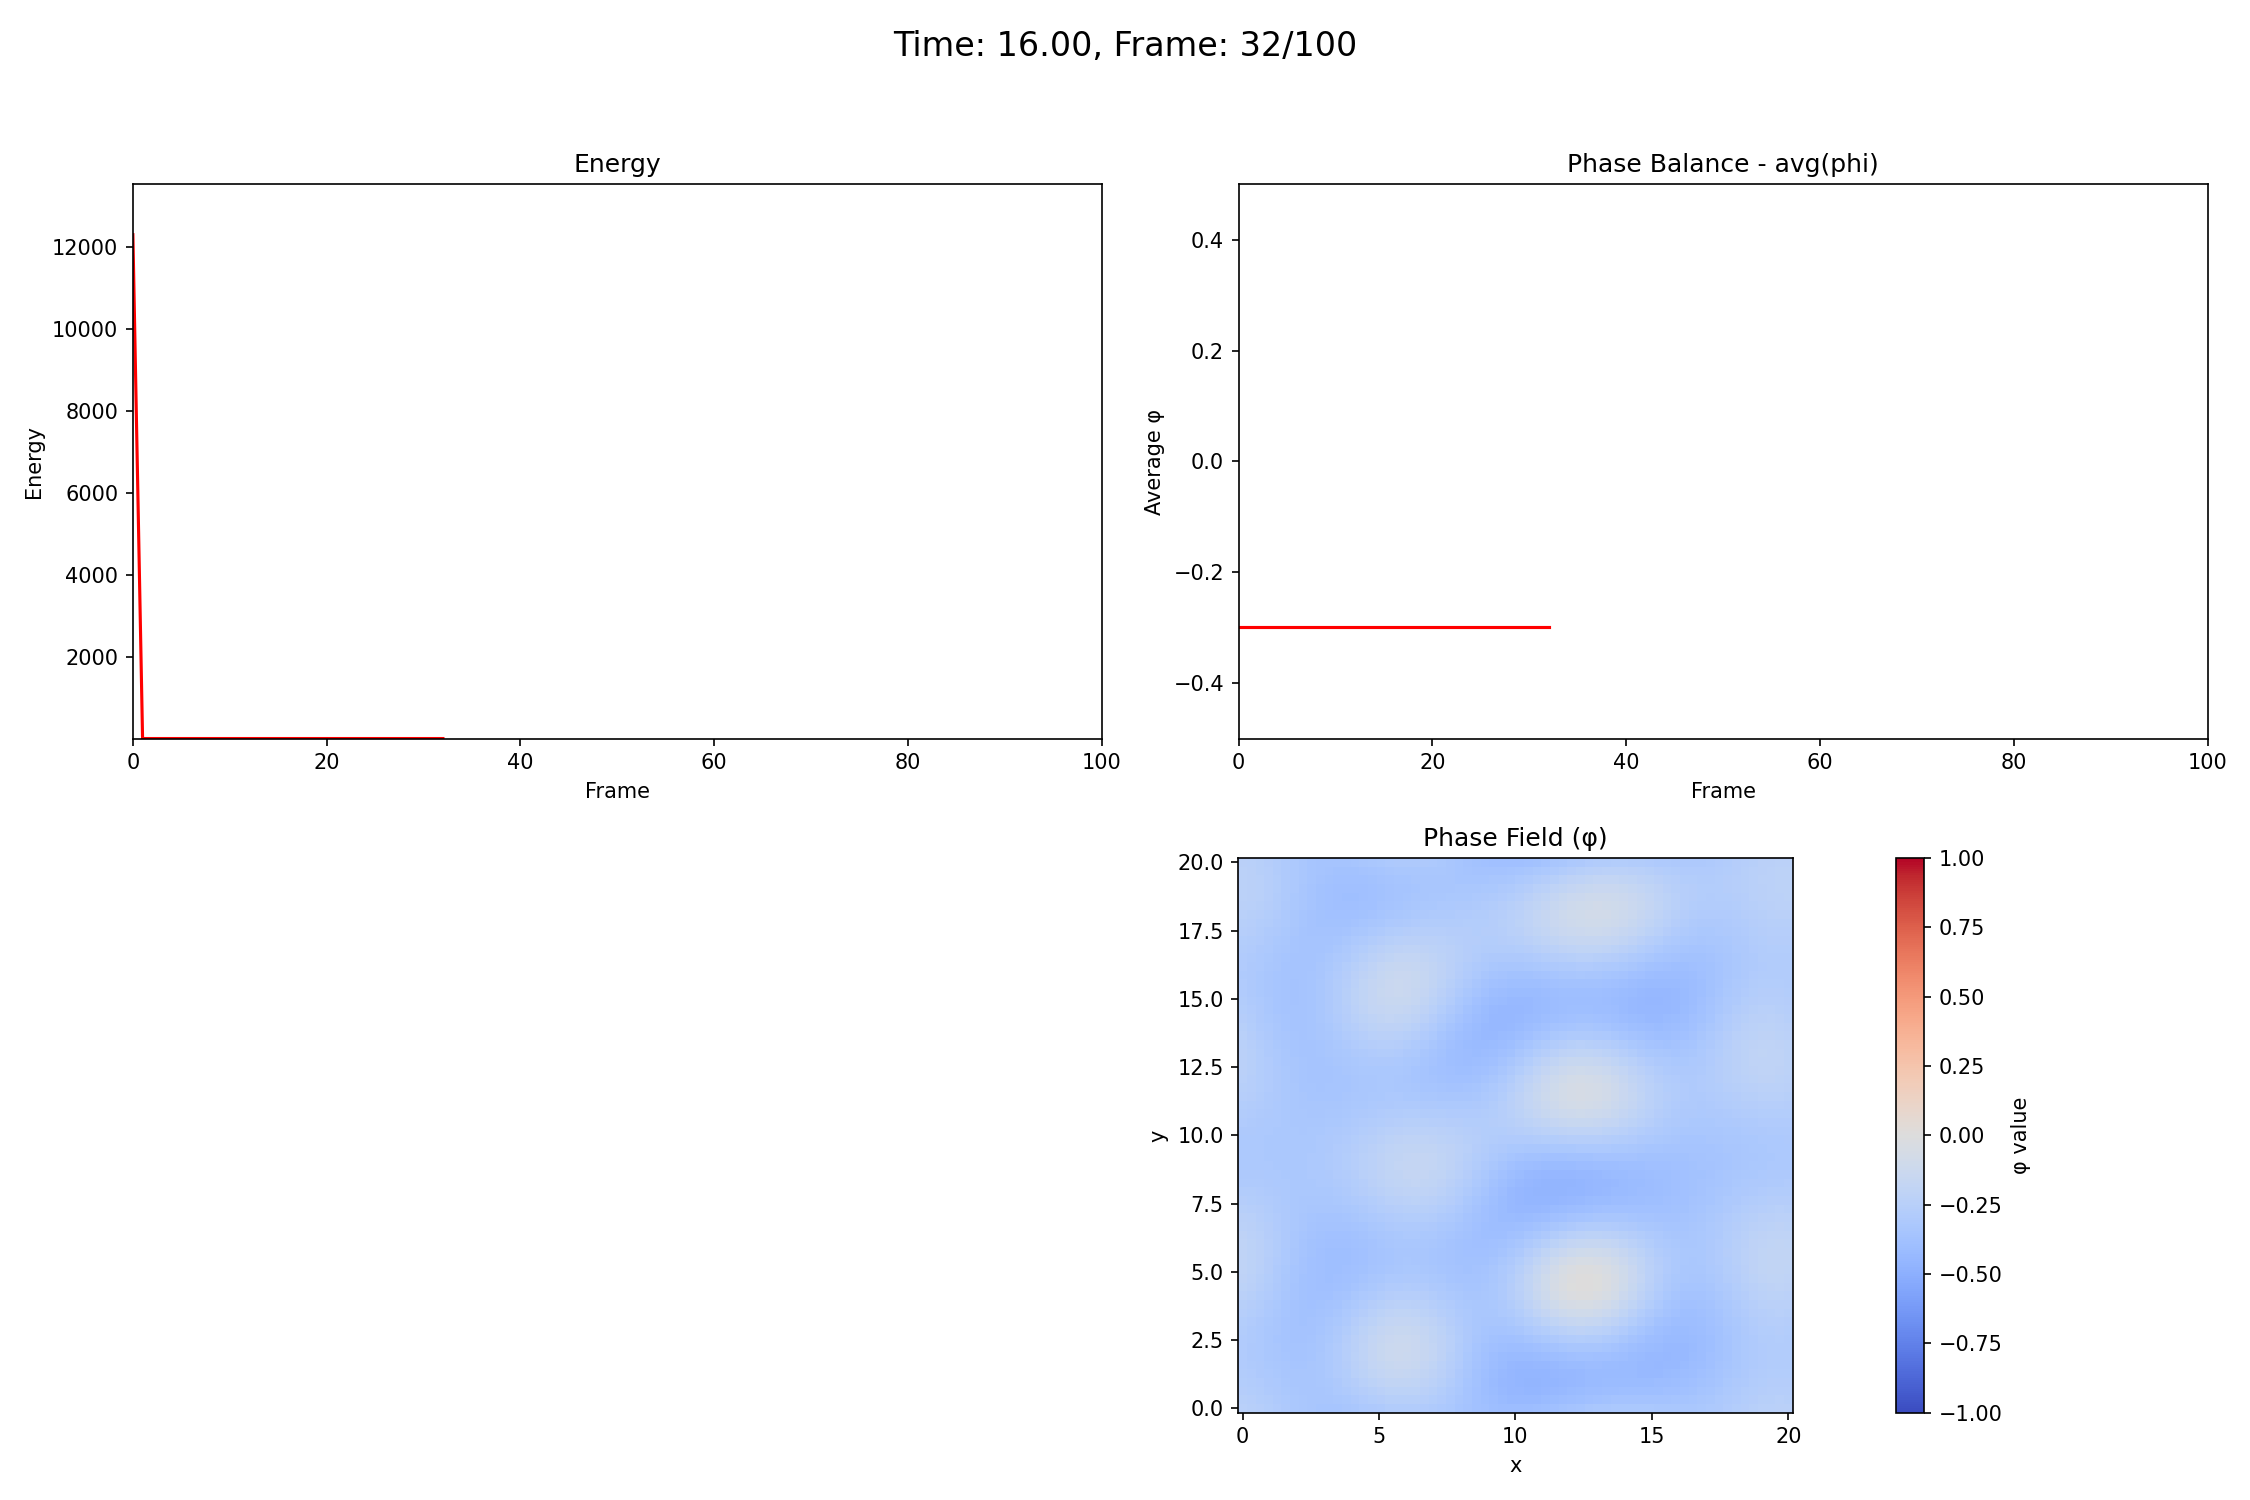 Time: 16.00, Frame: 32/100
Energy
12000
10000
8000
6000
4000
2000
Energy
0 20 40 60 80 100
Frame
Phase Balance - avg(phi)
0.4
0.2
0.0
−0.2
−0.4
Average φ
0 20 40 60 80 100
Frame
Phase Field (φ)
20.0
17.5
15.0
12.5
10.0
7.5
5.0
2.5
0.0
y
0 5 10 15 20
x
1.00
0.75
0.50
0.25
0.00
−0.25
−0.50
−0.75
−1.00
φ value